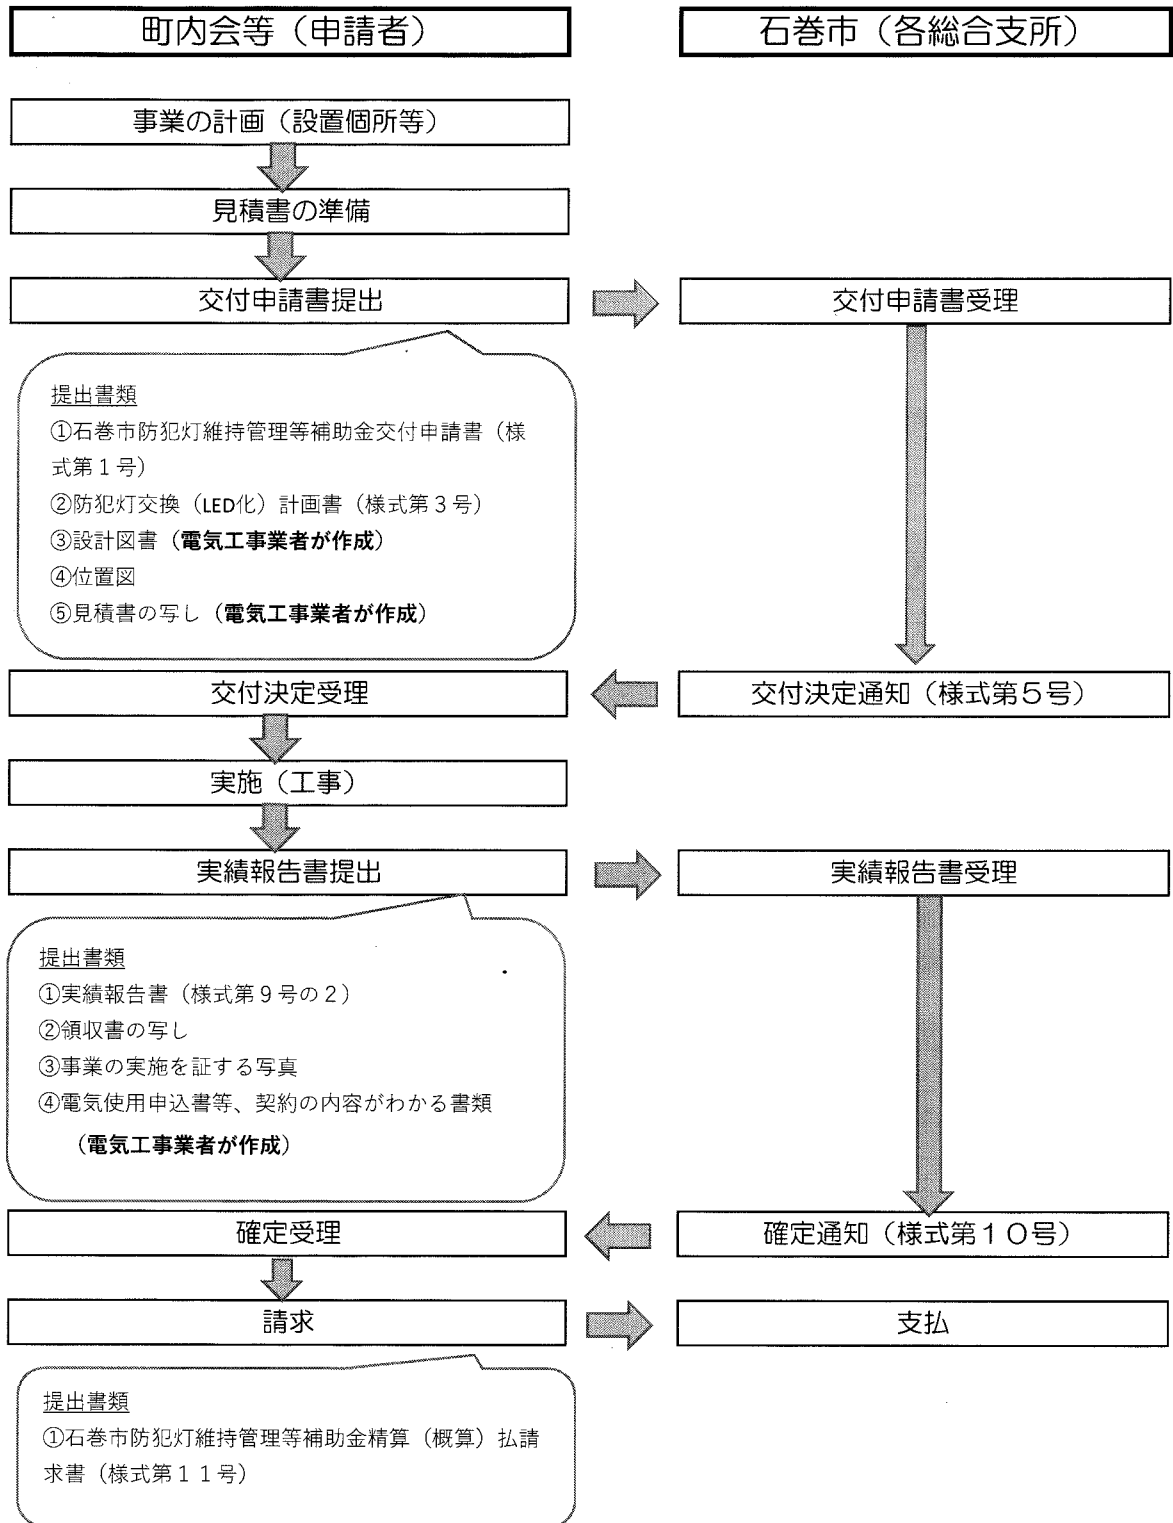 町内会等（申請者）
石巻市（各総合支所）
事業の計画（設置個所等）
見積書の準備
交付申請書提出
交付申請書受理
提出書類
①石巻市防犯灯維持管理等補助金交付申請書（様
式第１号）
②防犯灯交換（LED化）計画書（様式第３号）
③設計図書（電気工事業者が作成）
④位置図
⑤見積書の写し（電気工事業者が作成）
交付決定受理
交付決定通知（様式第５号）
実施（工事）
実績報告書提出
実績報告書受理
提出書類
①実績報告書（様式第９号の２）
②領収書の写し
③事業の実施を証する写真
④電気使用申込書等、契約の内容がわかる書類
（電気工事業者が作成）
確定受理
確定通知（様式第１０号）
請求
支払
提出書類
①石巻市防犯灯維持管理等補助金精算（概算）払請
求書（様式第１１号）